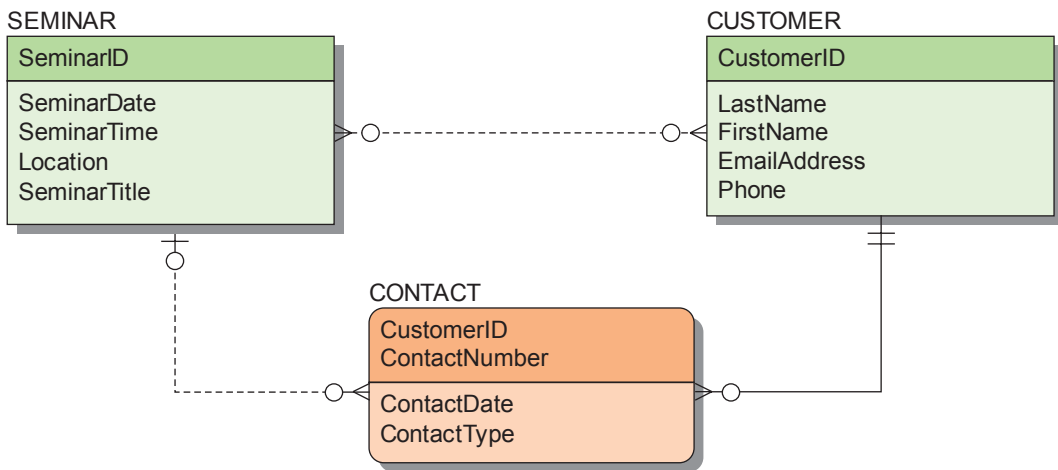 SEMINAR
SeminarID
SeminarDate
SeminarTime
Location
SeminarTitle
CUSTOMER
CustomerID
LastName
FirstName
EmailAddress
Phone
CONTACT
CustomerID
ContactNumber
ContactDate
ContactType